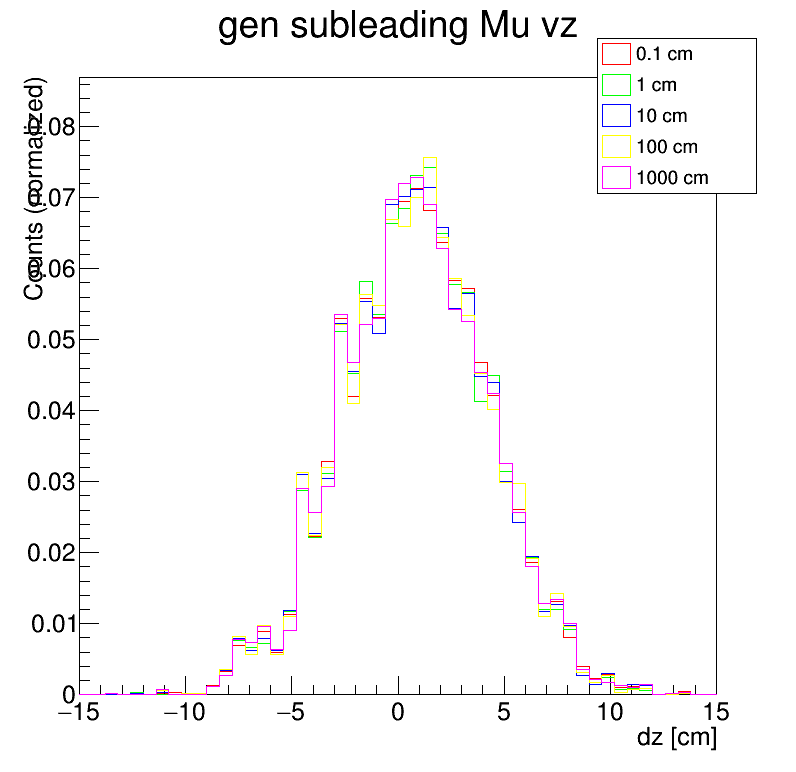 gen subleading Mu vz
0.1 cm
1 cm
10 cm
100 cm
1000 cm
Counts (normalized)
0.08
0.07
0.06
0.05
0.04
0.03
0.02
0.01
0
−15 −10 −5 0 5 10 15
dz [cm]